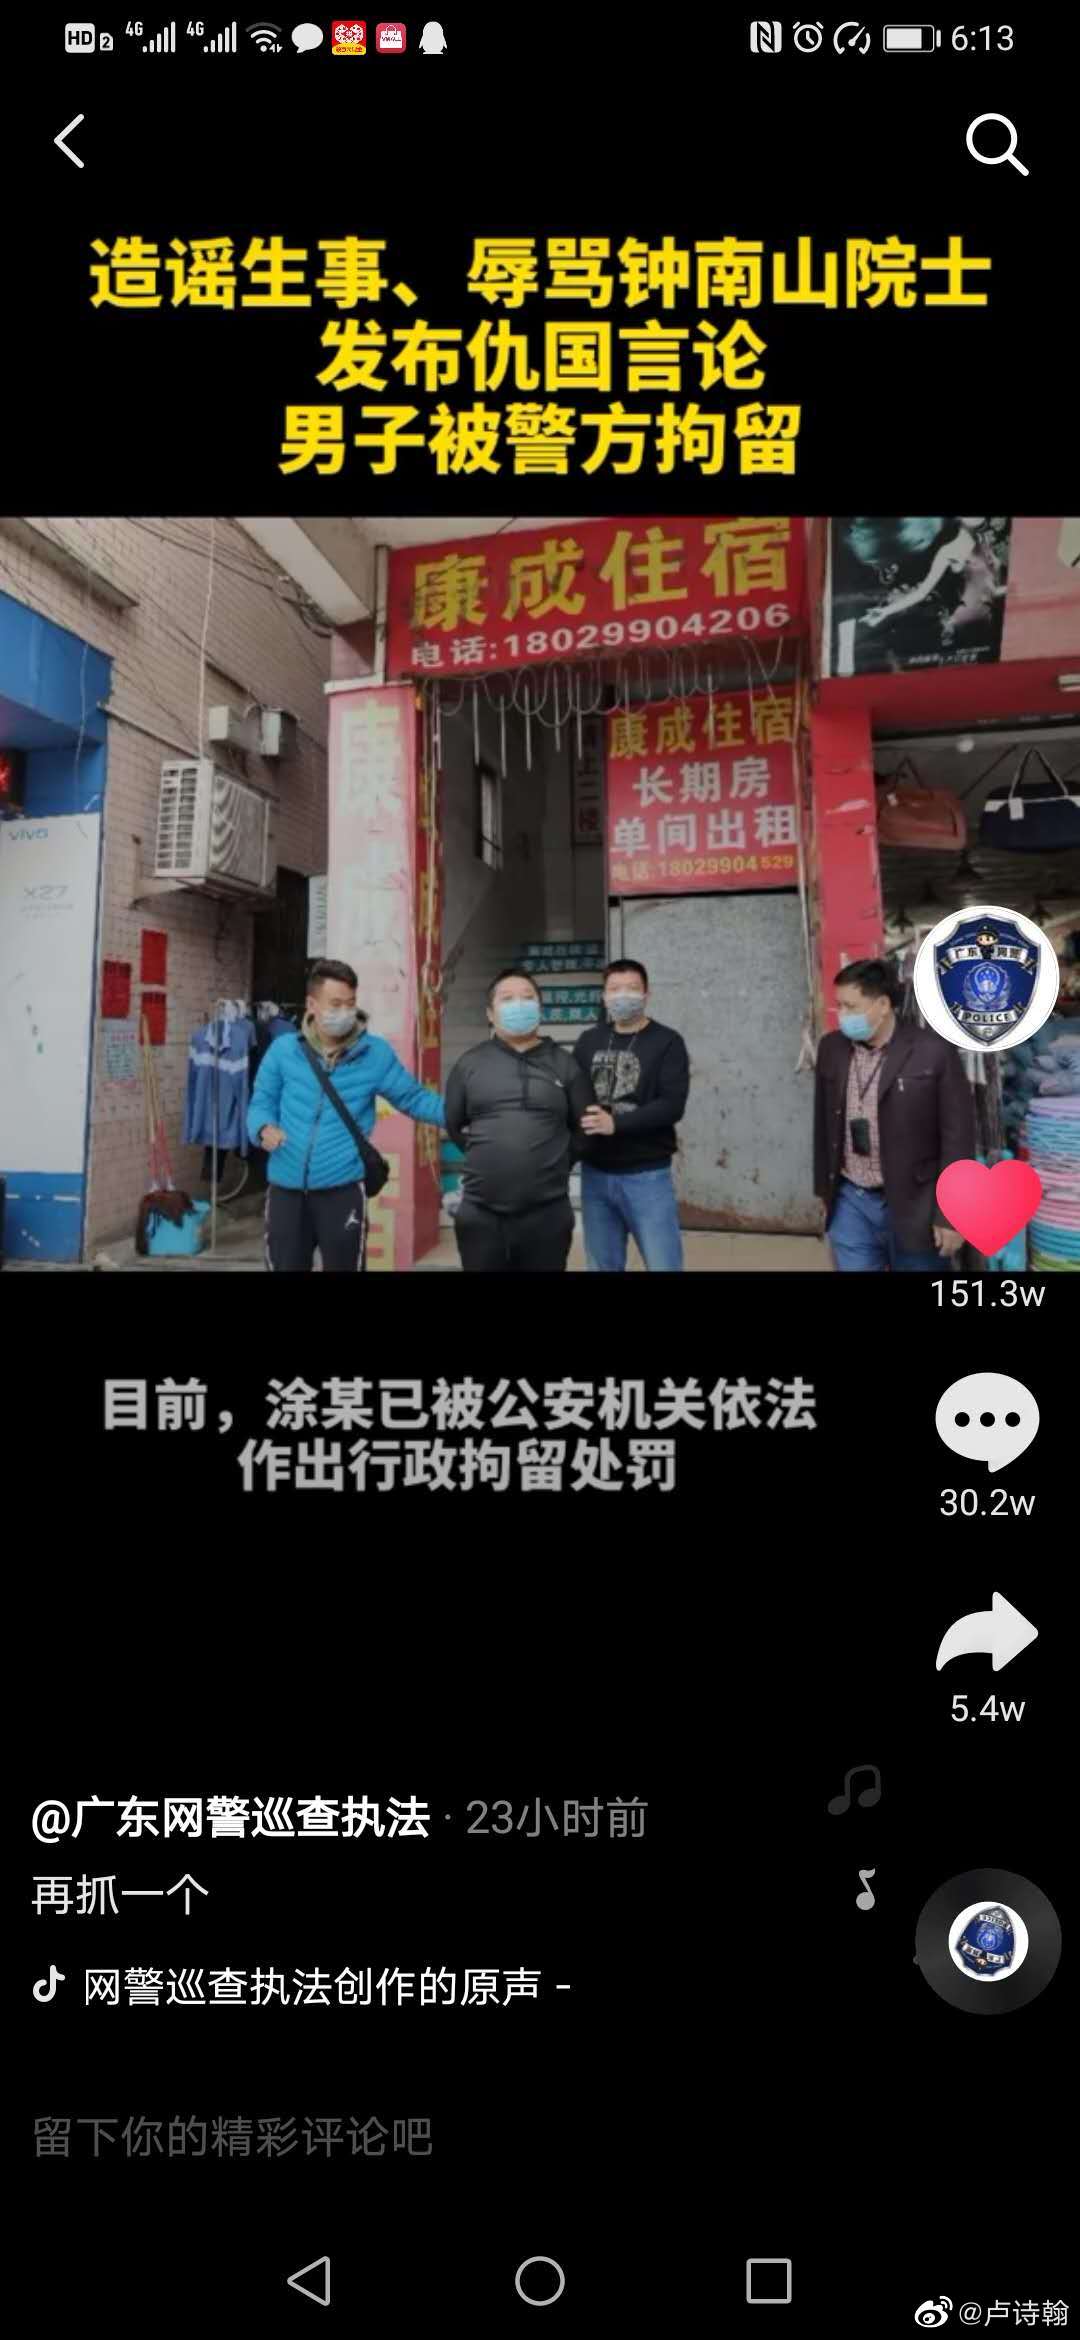 HD 2 4G 4G 6:13
造谣生事、辱骂钟南山院士
发布仇国言论
男子被警方拘留
康成住宿
电话:18029904206
康成住宿
长期房
单间出租
电话:18029904529
上二楼
vivo
X27
广东网警
POLICE
151.3w
目前，涂某已被公安机关依法
作出行政拘留处罚
30.2w
5.4w
@广东网警巡查执法 · 23小时前
再抓一个
网警巡查执法创作的原声 -
留下你的精彩评论吧
@卢诗翰